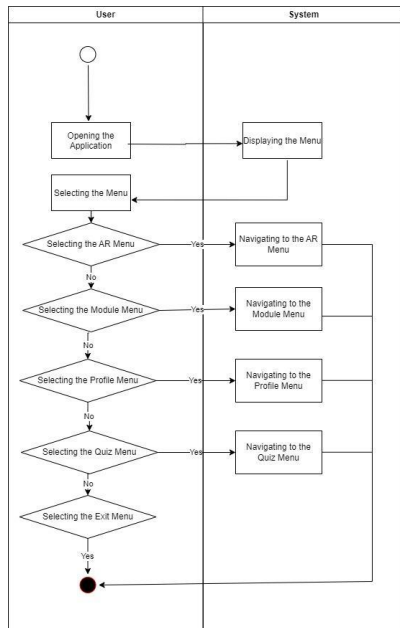 User
System
Opening the
Application
Displaying the Menu
Selecting the Menu
Selecting the AR Menu
Yes
Navigating to the AR
Menu
No
Selecting the Module Menu
Yes
Navigating to the
Module Menu
No
Selecting the Profile Menu
Yes
Navigating to the
Profile Menu
No
Selecting the Quiz Menu
Yes
Navigating to the
Quiz Menu
No
Selecting the Exit Menu
Yes